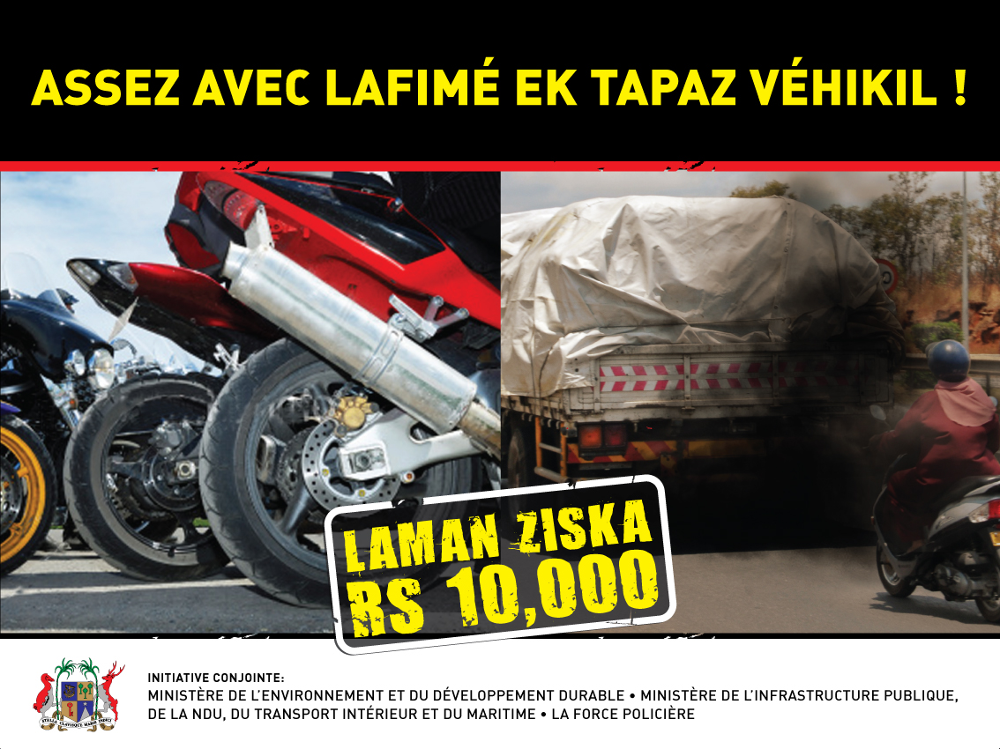 ASSEZ AVEC LAFIMÉ EK TAPAZ VÉHIKIL !
LAMAN ZISKA
RS 10,000
INITIATIVE CONJOINTE:
MINISTÈRE DE L'ENVIRONNEMENT ET DU DÉVELOPPEMENT DURABLE • MINISTÈRE DE L'INFRASTRUCTURE PUBLIQUE,
DE LA NDU, DU TRANSPORT INTÉRIEUR ET DU MARITIME • LA FORCE POLICIÈRE
STELLA CLAVISQUE MARIS INDICI